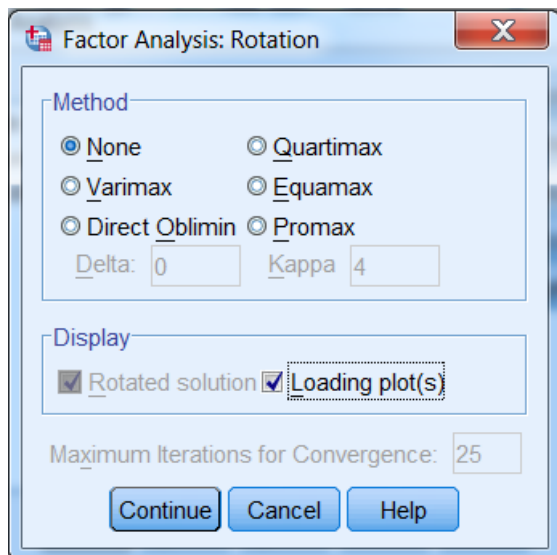 Factor Analysis: Rotation
X
Method
None Quartimax
Varimax Equamax
Direct Oblimin Promax
Delta: 0 Kappa 4
Display
Rotated solution Loading plot(s)
Maximum Iterations for Convergence: 25
Continue Cancel Help